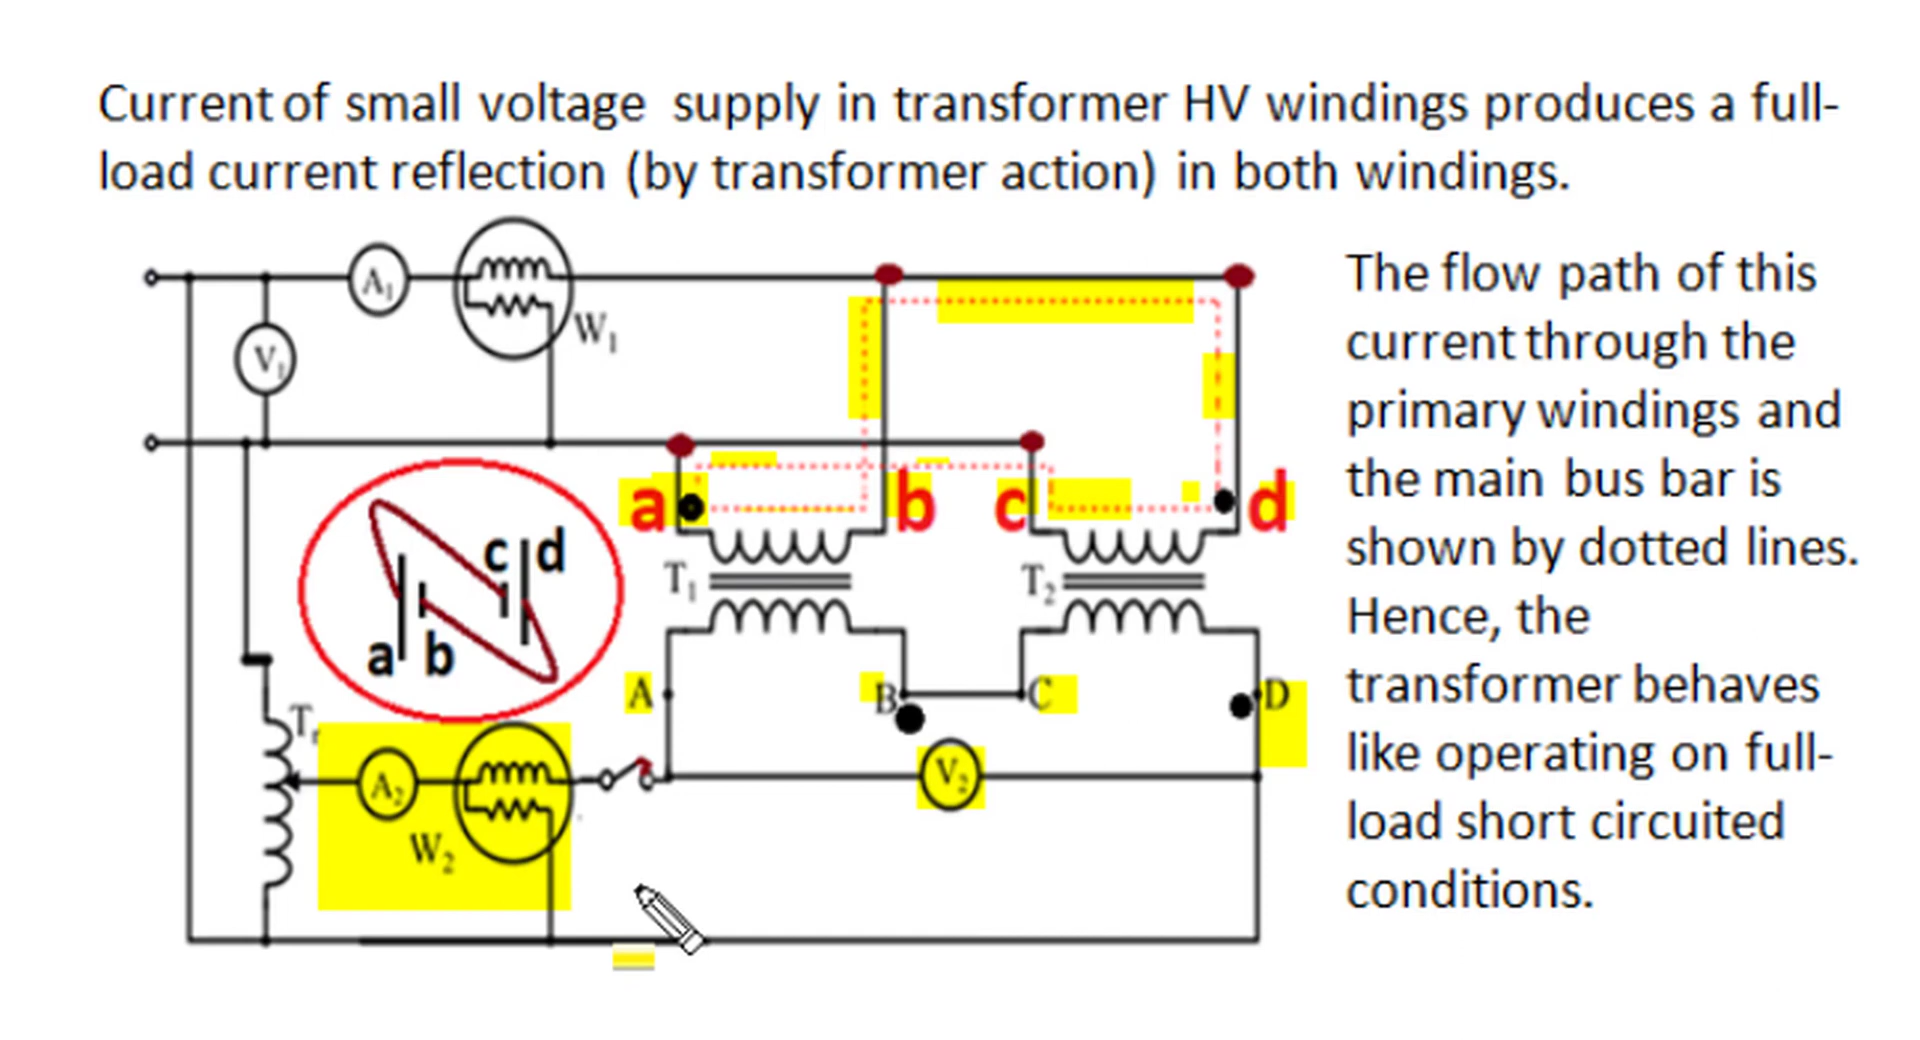 Current of small voltage supply in transformer HV windings produces a full-
load current reflection (by transformer action) in both windings.
The flow path of this
current through the
primary windings and
the main bus bar is
shown by dotted lines.
Hence, the
transformer behaves
like operating on full-
load short circuited
conditions.
A1
W1
V1
a b c d
c d
a b
T1 T2
A B C D
Tr
A2
W2
V2